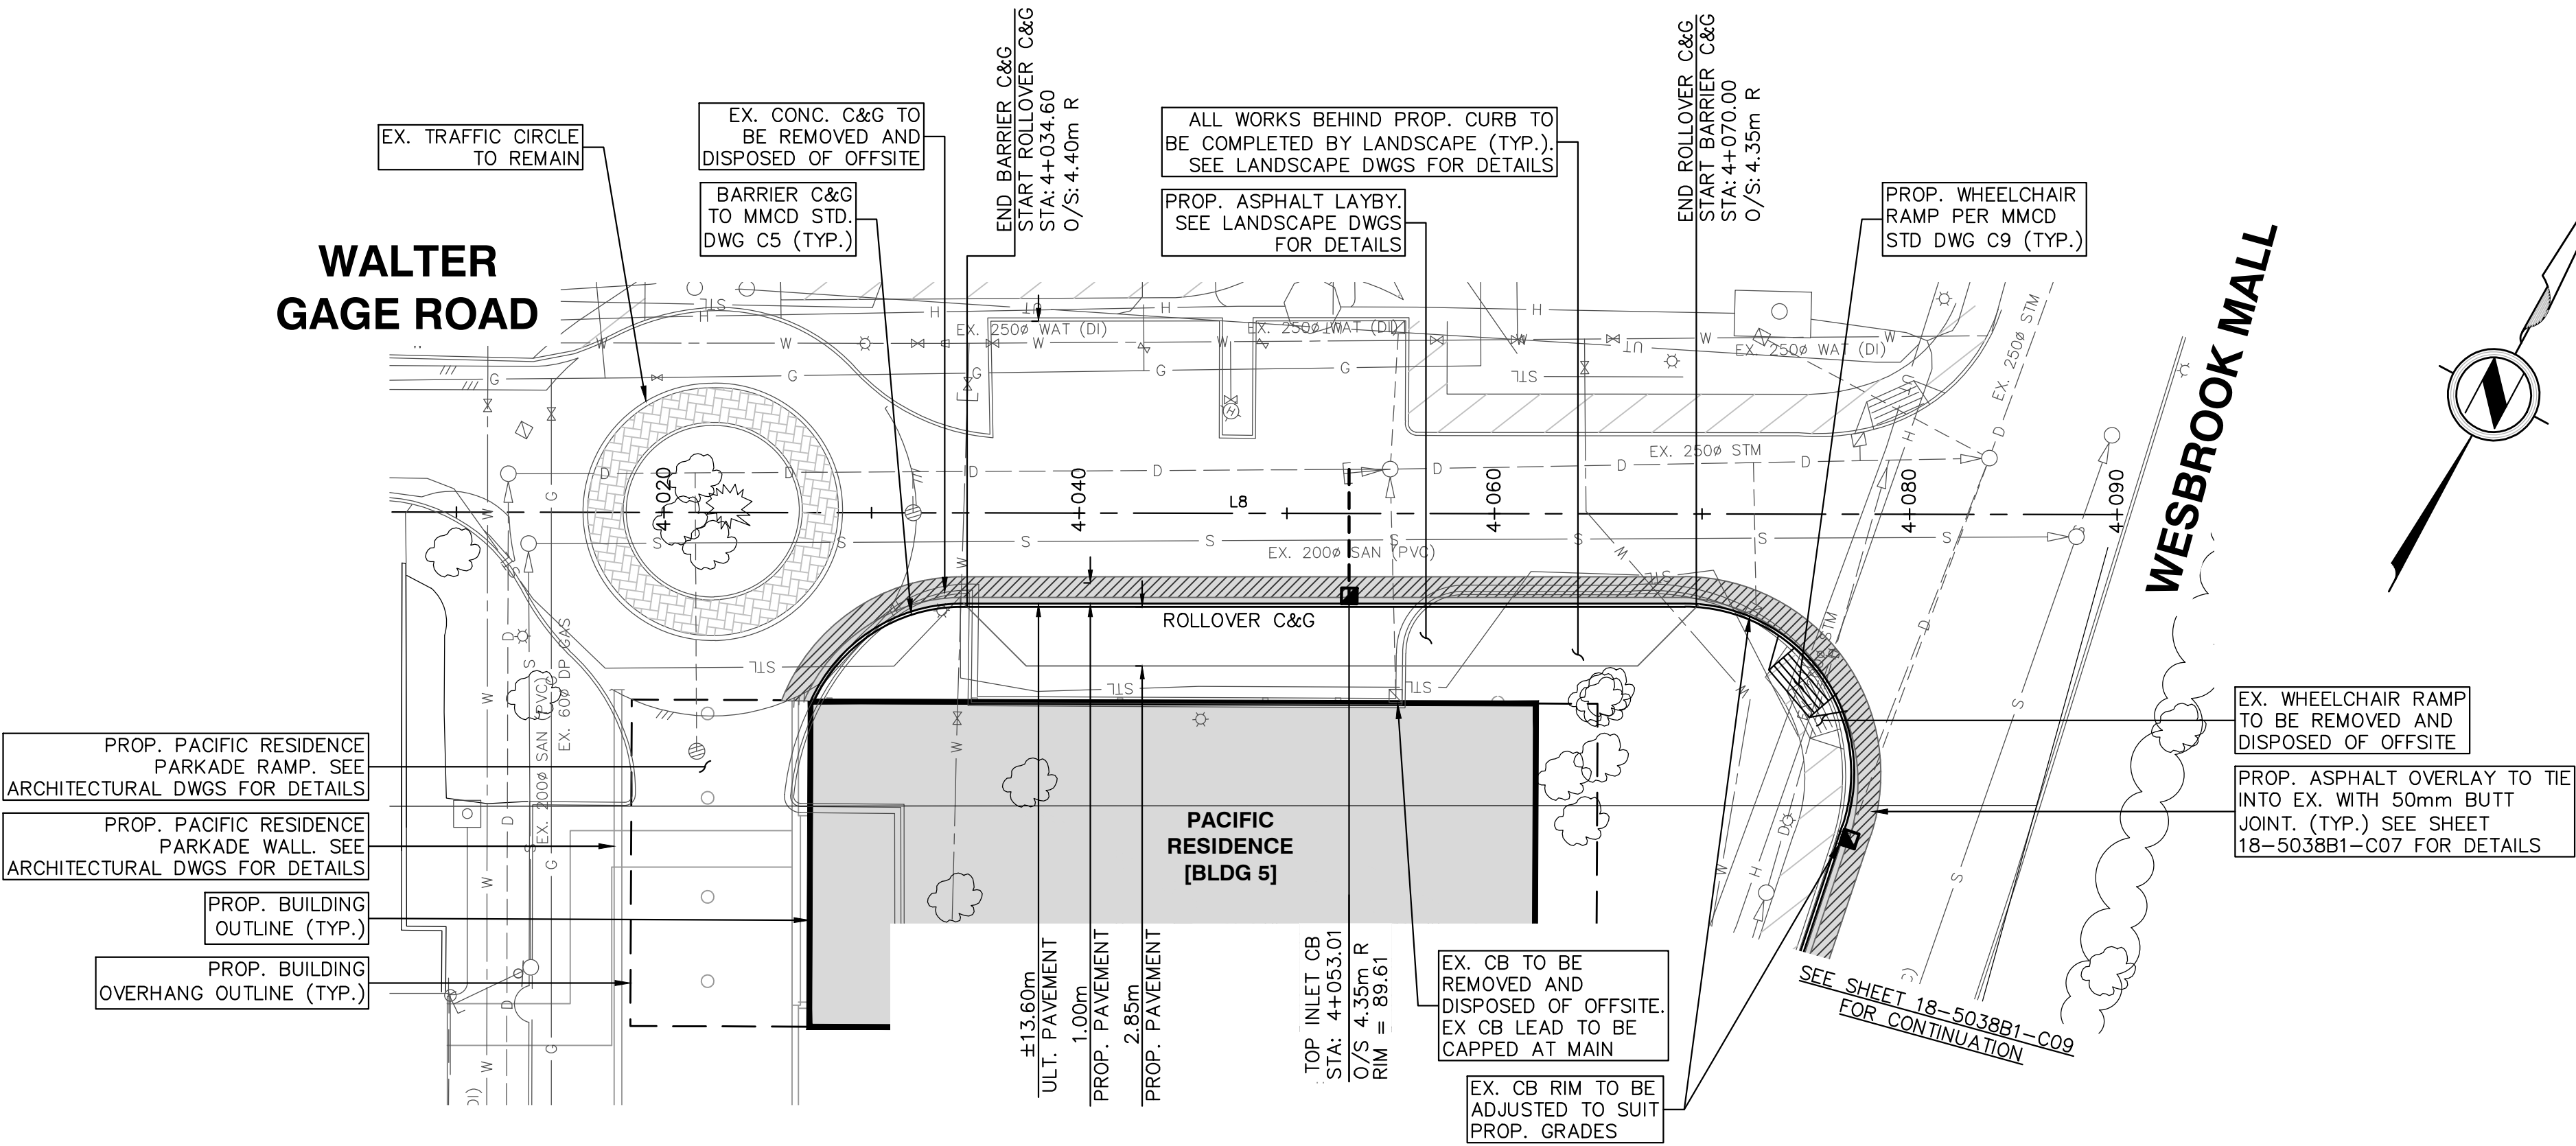 EX. TRAFFIC CIRCLE
TO REMAIN
EX. CONC. C&G TO
BE REMOVED AND
DISPOSED OF OFFSITE
BARRIER C&G
TO MMCD STD.
DWG C5 (TYP.)
END BARRIER C&G
START ROLLOVER C&G
STA: 4+034.60
O/S: 4.40m R
ALL WORKS BEHIND PROP. CURB TO
BE COMPLETED BY LANDSCAPE (TYP.).
SEE LANDSCAPE DWGS FOR DETAILS
PROP. ASPHALT LAYBY.
SEE LANDSCAPE DWGS
FOR DETAILS
END ROLLOVER C&G
START BARRIER C&G
STA: 4+070.00
O/S: 4.35m R
PROP. WHEELCHAIR
RAMP PER MMCD
STD DWG C9 (TYP.)
WALTER
GAGE ROAD
WESBROOK MALL
EX. 250ø WAT (DI)
EX. 250ø WAT (DI)
EX. 250ø WAT (DI)
EX. 250ø STM
EX. 250ø STM
4+020
4+040
L8
4+060
4+080
4+090
EX. 200ø SAN (PVC)
ROLLOVER C&G
STL
STL
STL
STL
STL
STL
UT
UT
EX. 200ø SAN (PVC)
EX. 60ø DP GAS
PROP. PACIFIC RESIDENCE
PARKADE RAMP. SEE
ARCHITECTURAL DWGS FOR DETAILS
PROP. PACIFIC RESIDENCE
PARKADE WALL. SEE
ARCHITECTURAL DWGS FOR DETAILS
PROP. BUILDING
OUTLINE (TYP.)
PROP. BUILDING
OVERHANG OUTLINE (TYP.)
PACIFIC
RESIDENCE
[BLDG 5]
±13.60m
ULT. PAVEMENT
1.00m
PROP. PAVEMENT
2.85m
PROP. PAVEMENT
TOP INLET CB
STA: 4+053.01
O/S 4.35m R
RIM = 89.61
EX. CB TO BE
REMOVED AND
DISPOSED OF OFFSITE.
EX CB LEAD TO BE
CAPPED AT MAIN
EX. CB RIM TO BE
ADJUSTED TO SUIT
PROP. GRADES
SEE SHEET 18-5038B1-C09
FOR CONTINUATION
EX. WHEELCHAIR RAMP
TO BE REMOVED AND
DISPOSED OF OFFSITE
PROP. ASPHALT OVERLAY TO TIE
INTO EX. WITH 50mm BUTT
JOINT. (TYP.) SEE SHEET
18-5038B1-C07 FOR DETAILS